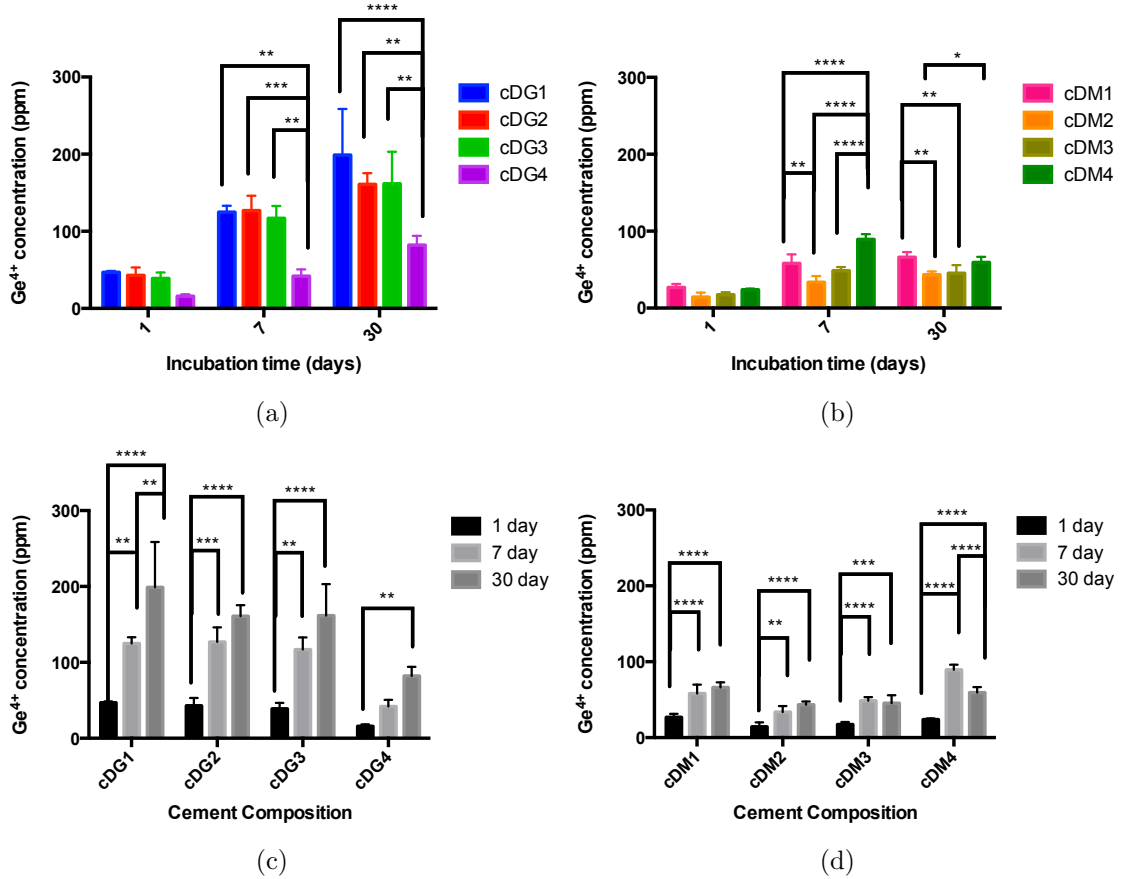 **** 
** 
** 
*** 
** 
** 
300
200
100
0
Ge⁴⁺ concentration (ppm)
1
7
30
Incubation time (days)
cDG1
cDG2
cDG3
cDG4
(a)
* 
**** 
** 
**** 
** 
**** 
** 
300
200
100
0
Ge⁴⁺ concentration (ppm)
1
7
30
Incubation time (days)
cDM1
cDM2
cDM3
cDM4
(b)
**** 
** 
** 
**** 
*** 
**** 
** 
** 
300
200
100
0
Ge⁴⁺ concentration (ppm)
cDG1
cDG2
cDG3
cDG4
Cement Composition
1 day
7 day
30 day
(c)
**** 
**** 
**** 
** 
*** 
**** 
**** 
**** 
**** 
300
200
100
0
Ge⁴⁺ concentration (ppm)
cDM1
cDM2
cDM3
cDM4
Cement Composition
1 day
7 day
30 day
(d)